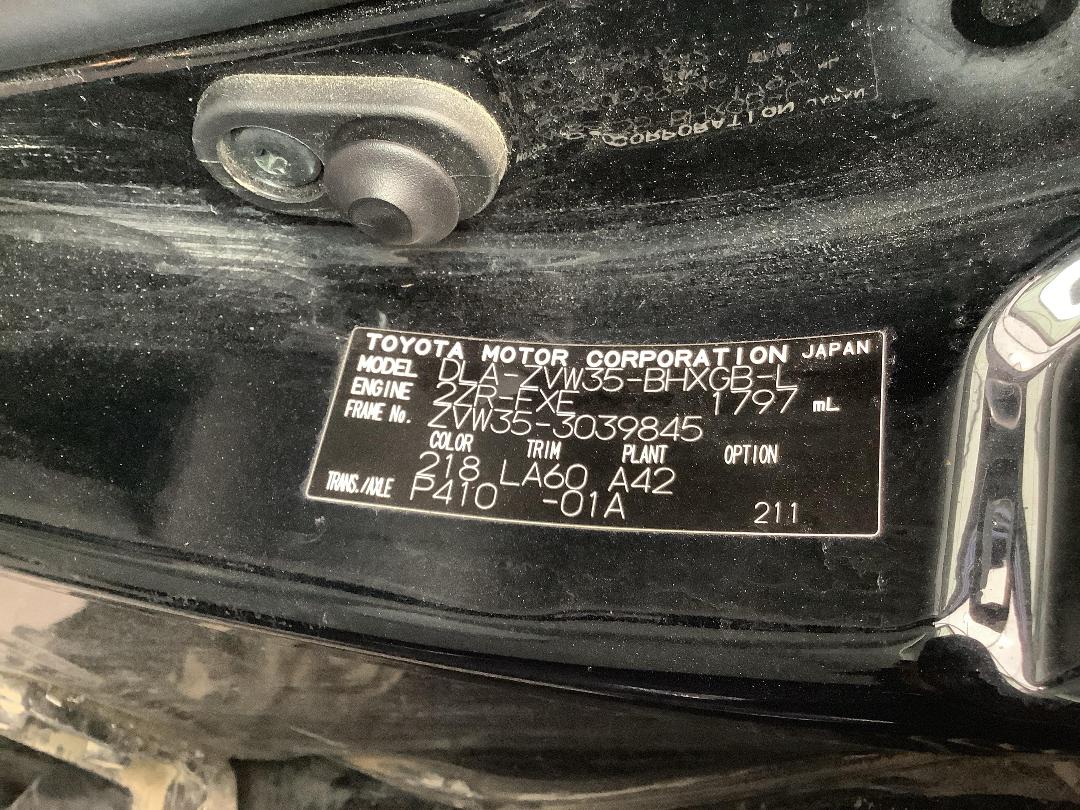 TOYOTA MOTOR CORPORATION JAPAN
MODEL DLA-ZVW35-BHXGB-L
ENGINE 2ZR-FXE 1797 mL
FRAME No. ZVW35-3039845
COLOR TRIM PLANT OPTION
218 LA60 A42
TRANS./AXLE P410 -01A 211